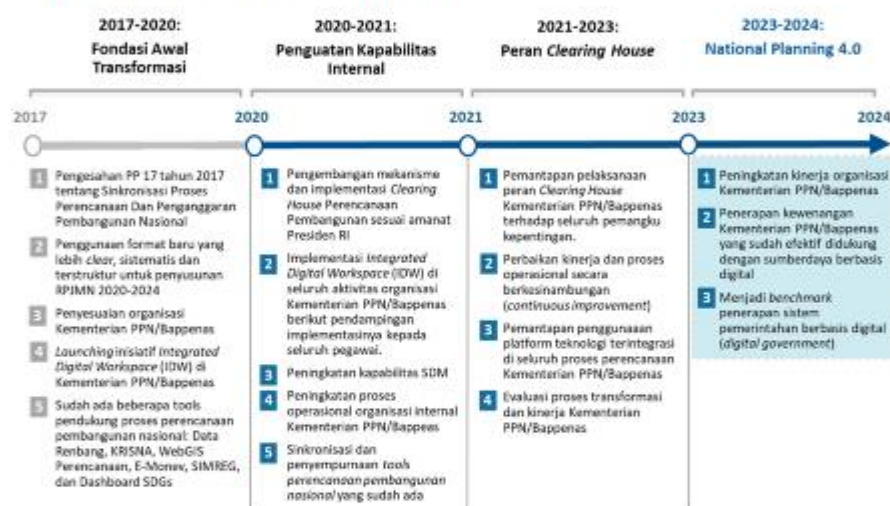 2017-2020:
Fondasi Awal
Transformasi
2020-2021:
Penguatan Kapabilitas
Internal
2021-2023:
Peran Clearing House
2023-2024:
National Planning 4.0
2017
2020
2021
2023
2024
1 Pengesahan PP 17 tahun 2017
tentang Sinkronisasi Proses
Perencanaan Dan Penganggaran
Pembangunan Nasional
2 Penggunaan format baru yang
lebih clear, sistematis dan
terstruktur untuk penyusunan
RPJMN 2020-2024
3 Penyesuaian organisasi
Kementerian PPN/Bappenas
4 Launching inisiatif Integrated
Digital Workspace (IDW) di
Kementerian PPN/Bappenas
5 Sudah ada beberapa tools
pendukung proses perencanaan
pembangunan nasional: Data
Renbang, KRISNA, WebGIS
Perencanaan, E-Monev, SIMREG,
dan Dashboard SDGs
1 Pengembangan mekanisme
dan implementasi Clearing
House Perencanaan
Pembangunan sesuai amanat
Presiden RI
2 Implementasi Integrated
Digital Workspace (IDW) di
seluruh aktivitas organisasi
Kementerian PPN/Bappenas
berikut pendampingan
implementasinya kepada
seluruh pegawai.
3 Peningkatan kapabilitas SDM
4 Peningkatan proses
operasional organisasi internal
Kementerian PPN/Bappeas
5 Sinkronisasi dan
penyempurnaan tools
perencanaan pembangunan
nasional yang sudah ada
1 Pemantapan pelaksanaan
peran Clearing House
Kementerian PPN/Bappenas
terhadap seluruh pemangku
kepentingan.
2 Perbaikan kinerja dan proses
operasional secara
berkesinambungan
(continuous improvement)
3 Pemantapan penggunaan
platform teknologi terintegrasi
di seluruh proses perencanaan
Kementerian PPN/Bappenas
4 Evaluasi proses transformasi
dan kinerja Kementerian
PPN/Bappenas
1 Peningkatan kinerja organisasi
Kementerian PPN/Bappenas
2 Penerapan kewenangan
Kementerian PPN/Bappenas
yang sudah efektif didukung
dengan sumberdaya berbasis
digital
3 Menjadi benchmark
penerapan sistem
pemerintahan berbasis digital
(digital government)